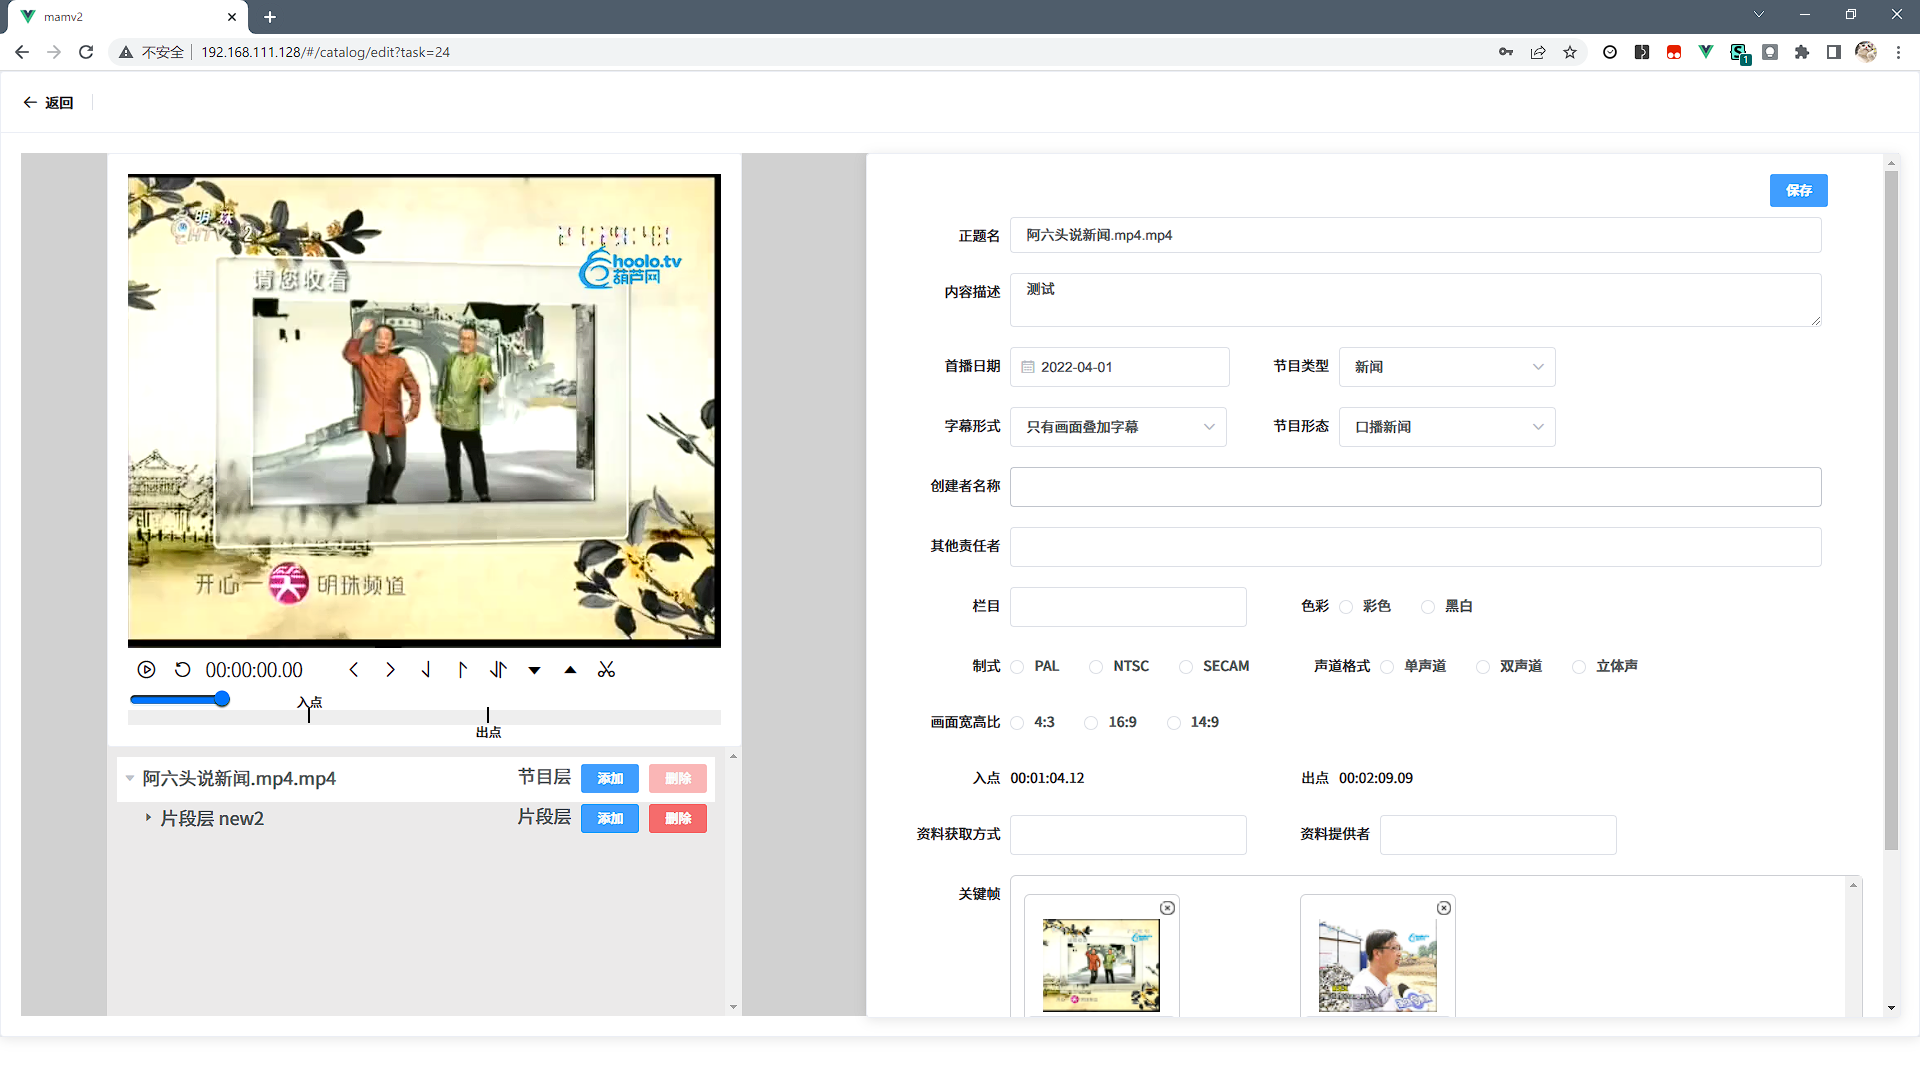 mamv2
不安全 192.168.111.128/#/catalog/edit?task=24
1
返回
明珠
请您收看
hoolo.tv
葫芦网
开心一 明珠频道
00:00:00.00
入点
出点
阿六头说新闻.mp4.mp4 节目层 添加 删除
片段层 new2 片段层 添加 删除
保存
正题名 阿六头说新闻.mp4.mp4
内容描述 测试
首播日期 2022-04-01 节目类型 新闻
字幕形式 只有画面叠加字幕 节目形态 口播新闻
创建者名称
其他责任者
栏目 色彩 彩色 黑白
制式 PAL NTSC SECAM 声道格式 单声道 双声道 立体声
画面宽高比 4:3 16:9 14:9
入点 00:01:04.12 出点 00:02:09.09
资料获取方式 资料提供者
关键帧